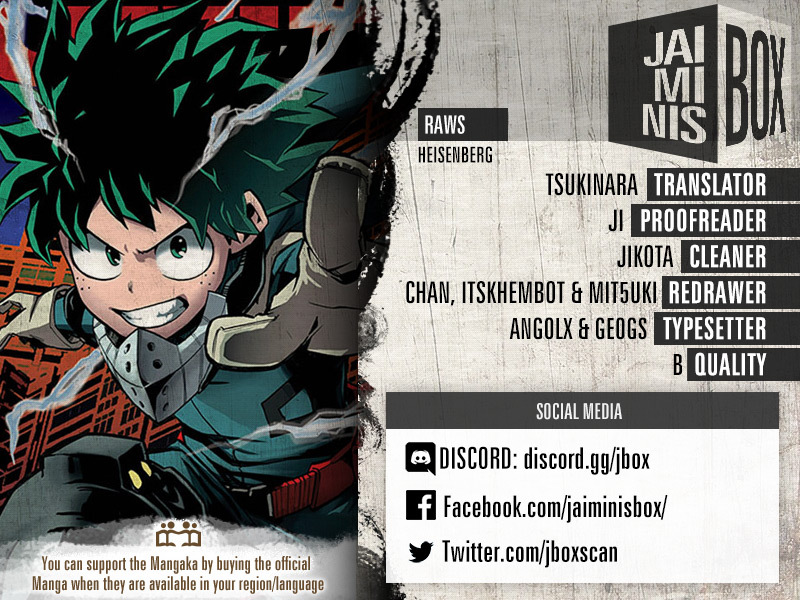 JAI
MI
NIS
BOX
RAWS
HEISENBERG
TSUKINARA TRANSLATOR
JI PROOFREADER
JIKOTA CLEANER
CHAN, ITSKHEMBOT & MIT5UKI REDRAWER
ANGOLX & GEOGS TYPESETTER
B QUALITY
SOCIAL MEDIA
DISCORD: discord.gg/jbox
Facebook.com/jaiminisbox/
Twitter.com/jboxscan
You can support the Mangaka by buying the official
Manga when they are available in your region/language